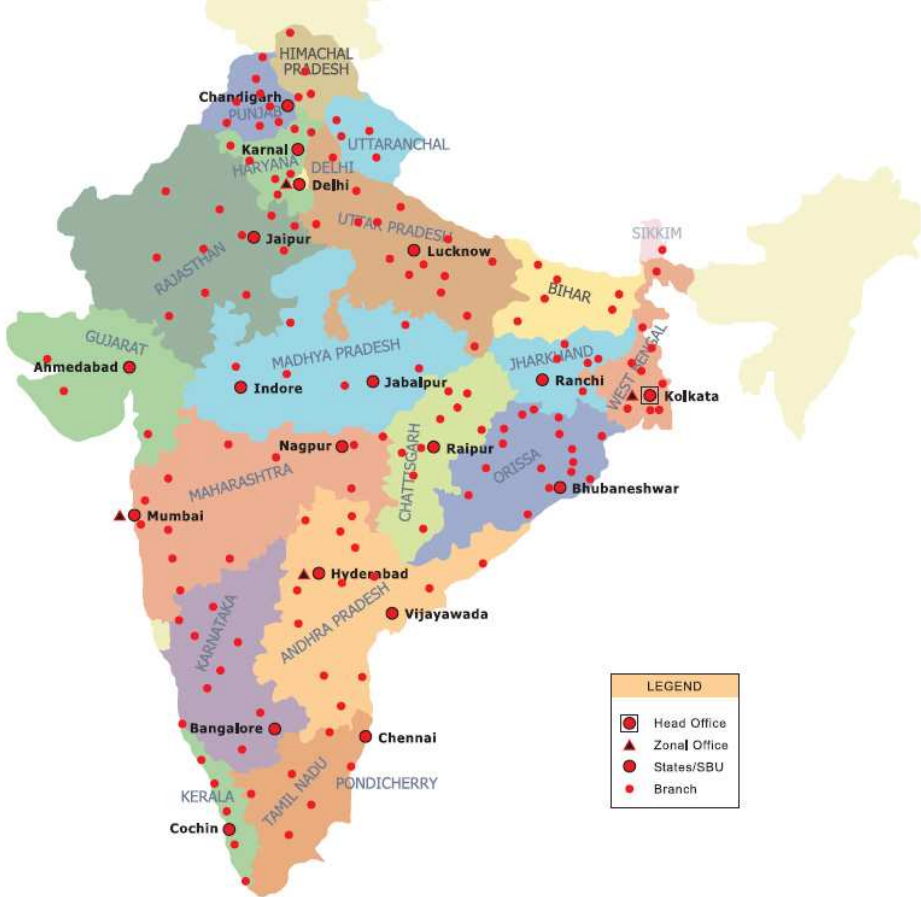 HIMACHAL
PRADESH
Chandigarh
PUNJAB
UTTARANCHAL
Karnal
HARYANA
DELHI
Delhi
UTTAR PRADESH
Jaipur
Lucknow
SIKKIM
RAJASTHAN
BIHAR
GUJARAT
MADHYA PRADESH
JHARKHAND
WEST BENGAL
Ahmedabad
Indore
Jabalpur
Ranchi
Kolkata
Nagpur
Raipur
MAHARASHTRA
CHATTISGARH
ORISSA
Bhubaneshwar
Mumbai
Hyderabad
ANDHRA PRADESH
Vijayawada
KARNATAKA
Bangalore
Chennai
TAMIL NADU
PONDICHERRY
KERALA
Cochin
LEGEND
Head Office
Zonal Office
States/SBU
Branch